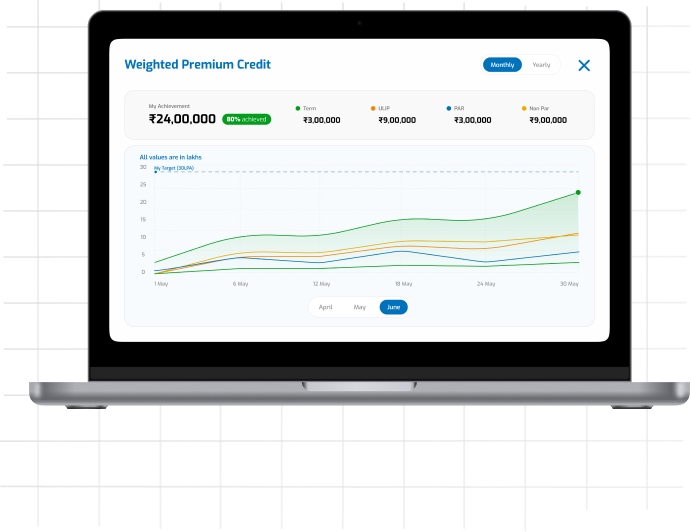 Weighted Premium Credit
Monthly Yearly
My Achievement
₹24,00,000 80% achieved
Term
₹3,00,000
ULIP
₹9,00,000
PAR
₹3,00,000
Non Par
₹9,00,000
All values are in lakhs
My Target (30LPA)
30
25
20
15
10
5
0
1 May 6 May 12 May 18 May 24 May 30 May
April May June